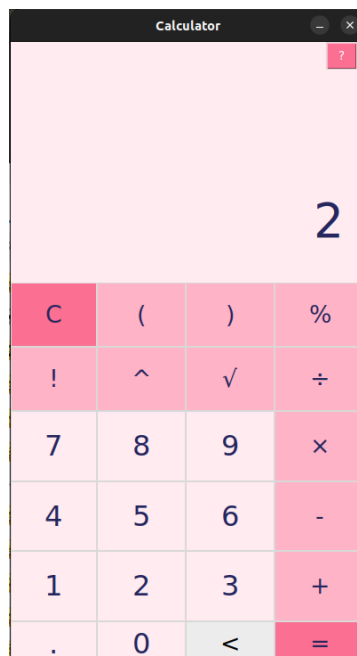 Calculator
?
2
C ( ) %
! ^ √ ÷
7 8 9 ×
4 5 6 -
1 2 3 +
. 0 < =